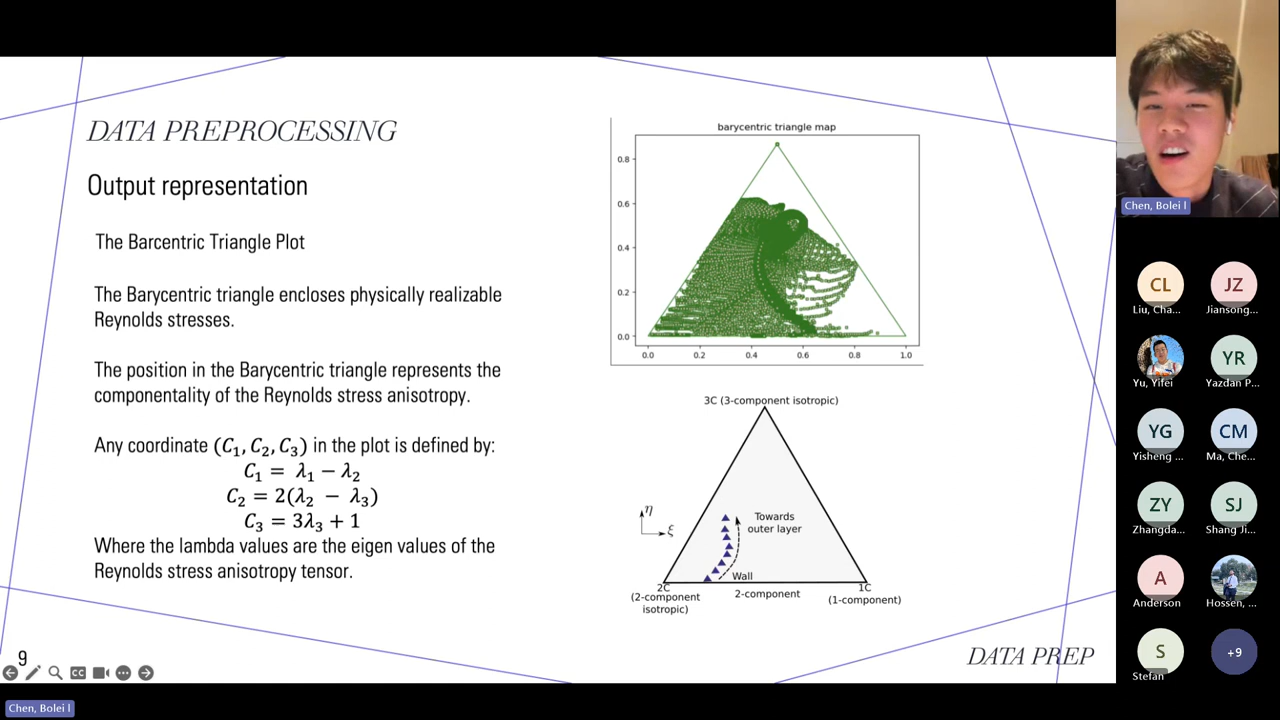 DATA PREPROCESSING
Output representation
The Barcentric Triangle Plot
The Barycentric triangle encloses physically realizable
Reynolds stresses.
The position in the Barycentric triangle represents the
componentality of the Reynolds stress anisotropy.
Any coordinate (C₁, C₂, C₃) in the plot is defined by:
C₁ = λ₁ − λ₂
C₂ = 2(λ₂ − λ₃)
C₃ = 3λ₃ + 1
Where the lambda values are the eigen values of the
Reynolds stress anisotropy tensor.
9
barycentric triangle map
0.8
0.6
0.4
0.2
0.0
0.0 0.2 0.4 0.6 0.8 1.0
3C (3-component isotropic)
η
ξ
Towards
outer layer
Wall
2C
(2-component
isotropic)
2-component
1C
(1-component)
DATA PREP
CC
Chen, Bolei I
Chen, Bolei I
CL
Liu, Cha...
JZ
Jiansong...
Yu, Yifei
YR
Yazdan P...
YG
Yisheng ...
CM
Ma, Che...
ZY
Zhangda...
SJ
Shang Ji...
A
Anderson
Hossen, ...
S
Stefan
+9